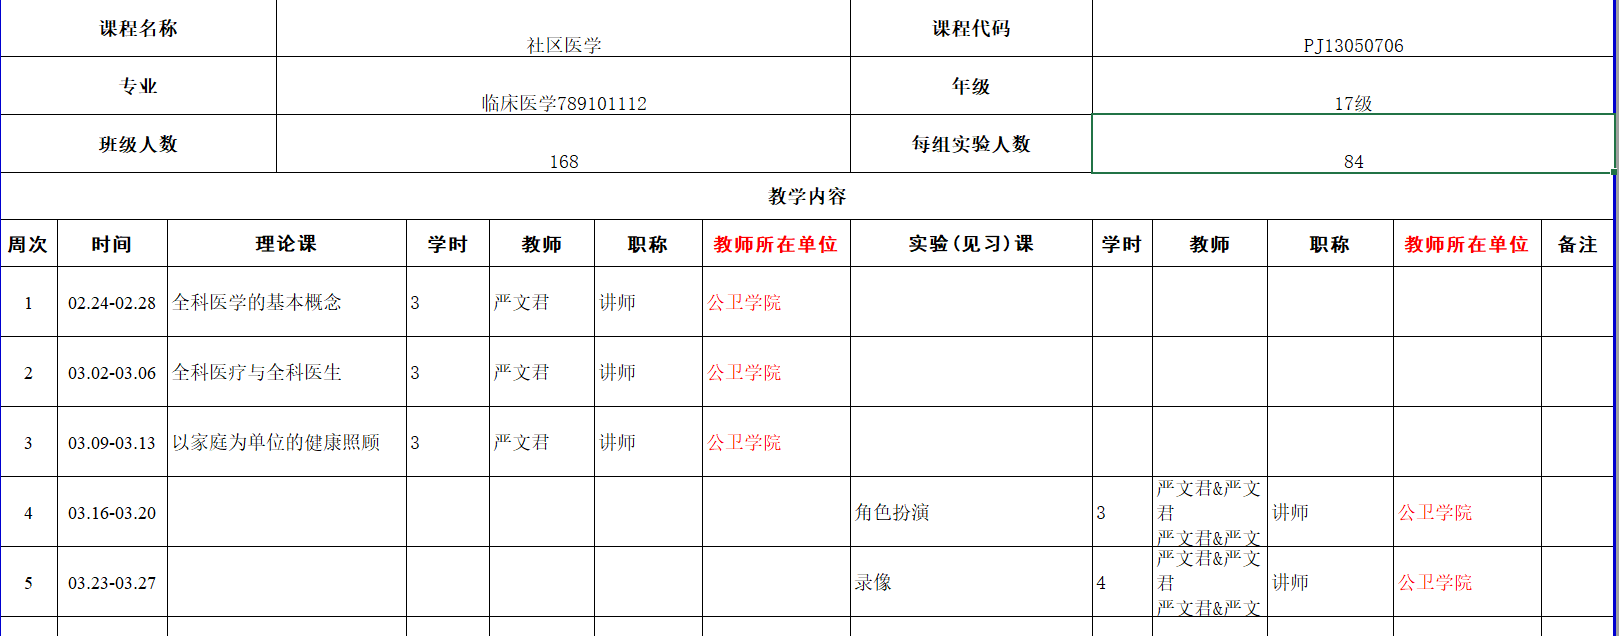 课程名称 社区医学 课程代码 PJ13050706
专业 临床医学789101112 年级 17级
班级人数 168 每组实验人数 84
教学内容
周次 时间 理论课 学时 教师 职称 教师所在单位 实验(见习)课 学时 教师 职称 教师所在单位 备注
1 02.24-02.28 全科医学的基本概念 3 严文君 讲师 公卫学院
2 03.02-03.06 全科医疗与全科医生 3 严文君 讲师 公卫学院
3 03.09-03.13 以家庭为单位的健康照顾 3 严文君 讲师 公卫学院
4 03.16-03.20 角色扮演 3 严文君&严文
君
严文君&严文 讲师 公卫学院
5 03.23-03.27 录像 4 严文君&严文
君
严文君&严文 讲师 公卫学院